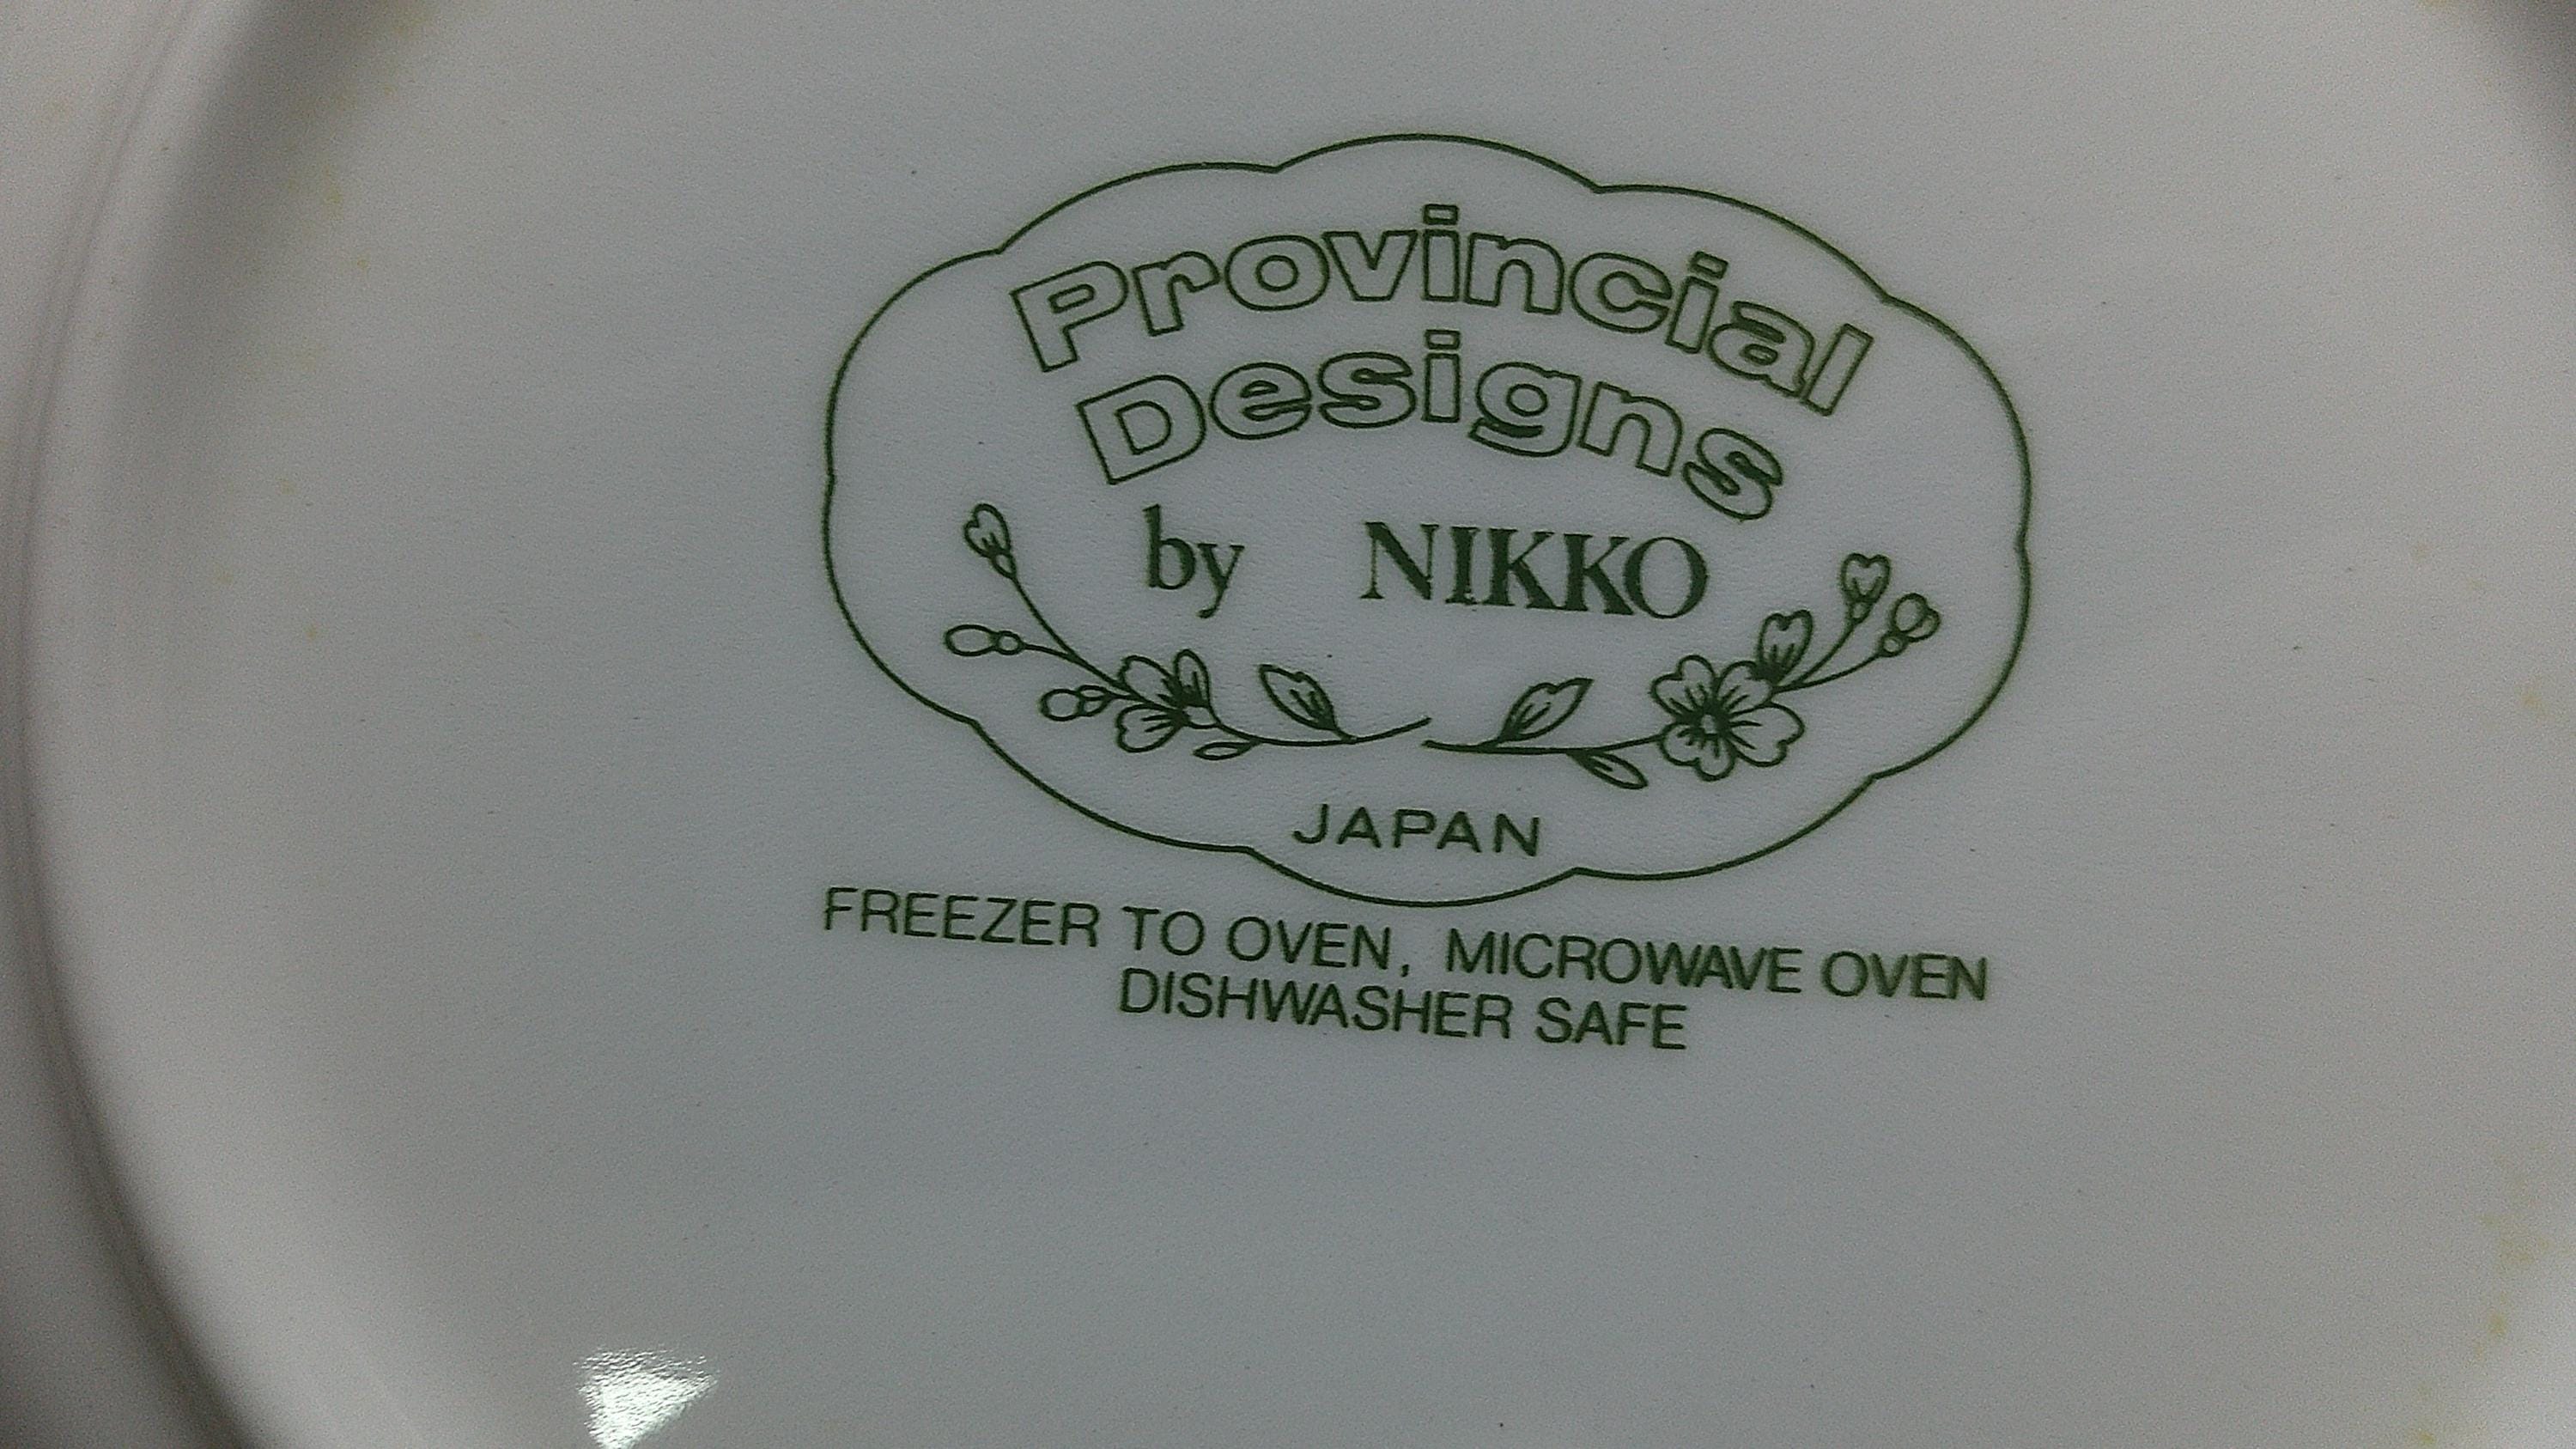 Provincial
Designs
by NIKKO
JAPAN
FREEZER TO OVEN, MICROWAVE OVEN
DISHWASHER SAFE